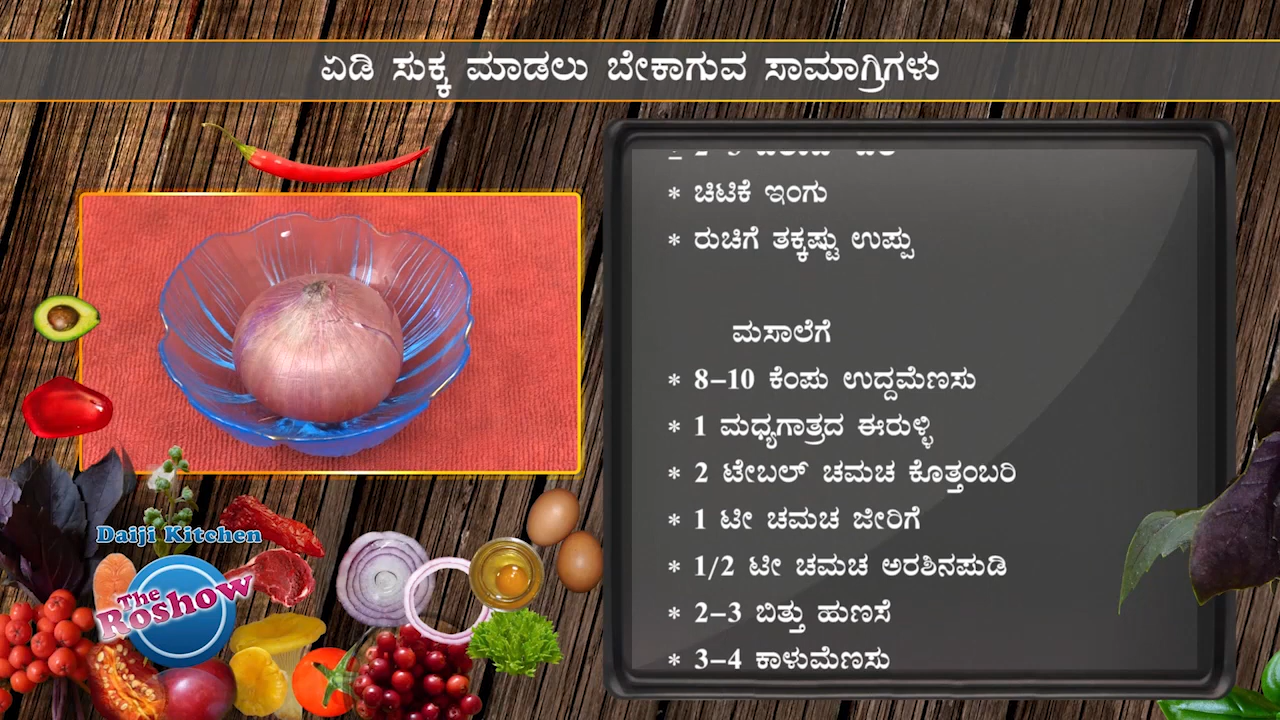 ಏಡಿ ಸುಕ್ಕ ಮಾಡಲು ಬೇಕಾಗುವ ಸಾಮಾಗ್ರಿಗಳು
* ಚಿಟಿಕೆ ಇಂಗು
* ರುಚಿಗೆ ತಕ್ಕಷ್ಟು ಉಪ್ಪು
ಮಸಾಲೆಗೆ
* 8-10 ಕೆಂಪು ಉದ್ದಮೆಣಸು
* 1 ಮಧ್ಯಗಾತ್ರದ ಈರುಳ್ಳಿ
* 2 ಟೇಬಲ್ ಚಮಚ ಕೊತ್ತಂಬರಿ
* 1 ಟೀ ಚಮಚ ಜೀರಿಗೆ
* 1/2 ಟೀ ಚಮಚ ಅರಶಿನಪುಡಿ
* 2-3 ಬಿತ್ತು ಹುಣಸೆ
* 3-4 ಕಾಳುಮೆಣಸು
Daiji Kitchen
The
Roshow